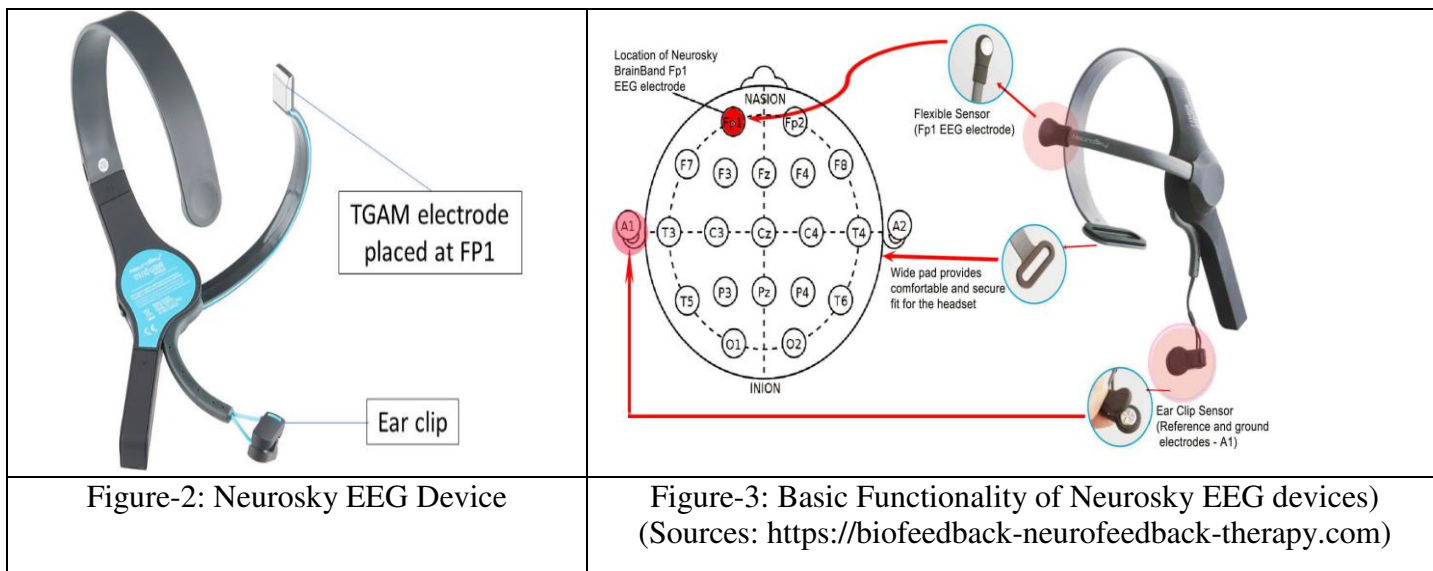 TGAM electrode
placed at FP1
Ear clip
Location of Neurosky
BrainBand Fp1
EEG electrode
NASION
Fp1
Fp2
F7
F3
Fz
F4
F8
A1
T3
C3
Cz
C4
T4
A2
T5
P3
Pz
P4
T6
O1
O2
INION
Flexible Sensor
(Fp1 EEG electrode)
Wide pad provides
comfortable and secure
fit for the headset
Ear Clip Sensor
(Reference and ground
electrodes - A1)
Figure-2: Neurosky EEG Device
Figure-3: Basic Functionality of Neurosky EEG devices)
(Sources: https://biofeedback-neurofeedback-therapy.com)